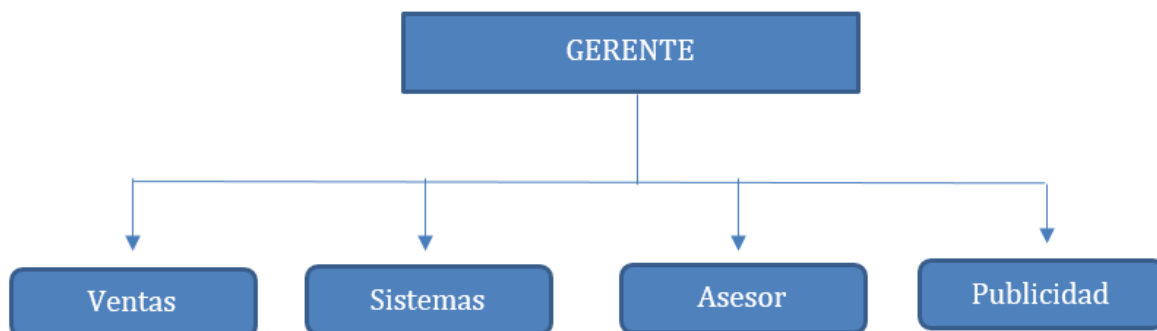 GERENTE
Ventas
Sistemas
Asesor
Publicidad